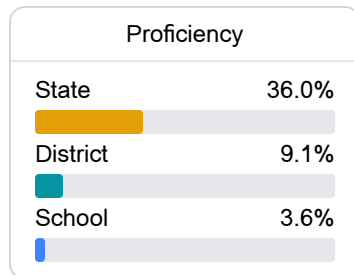 Proficiency
State 36.0%
District 9.1%
School 3.6%